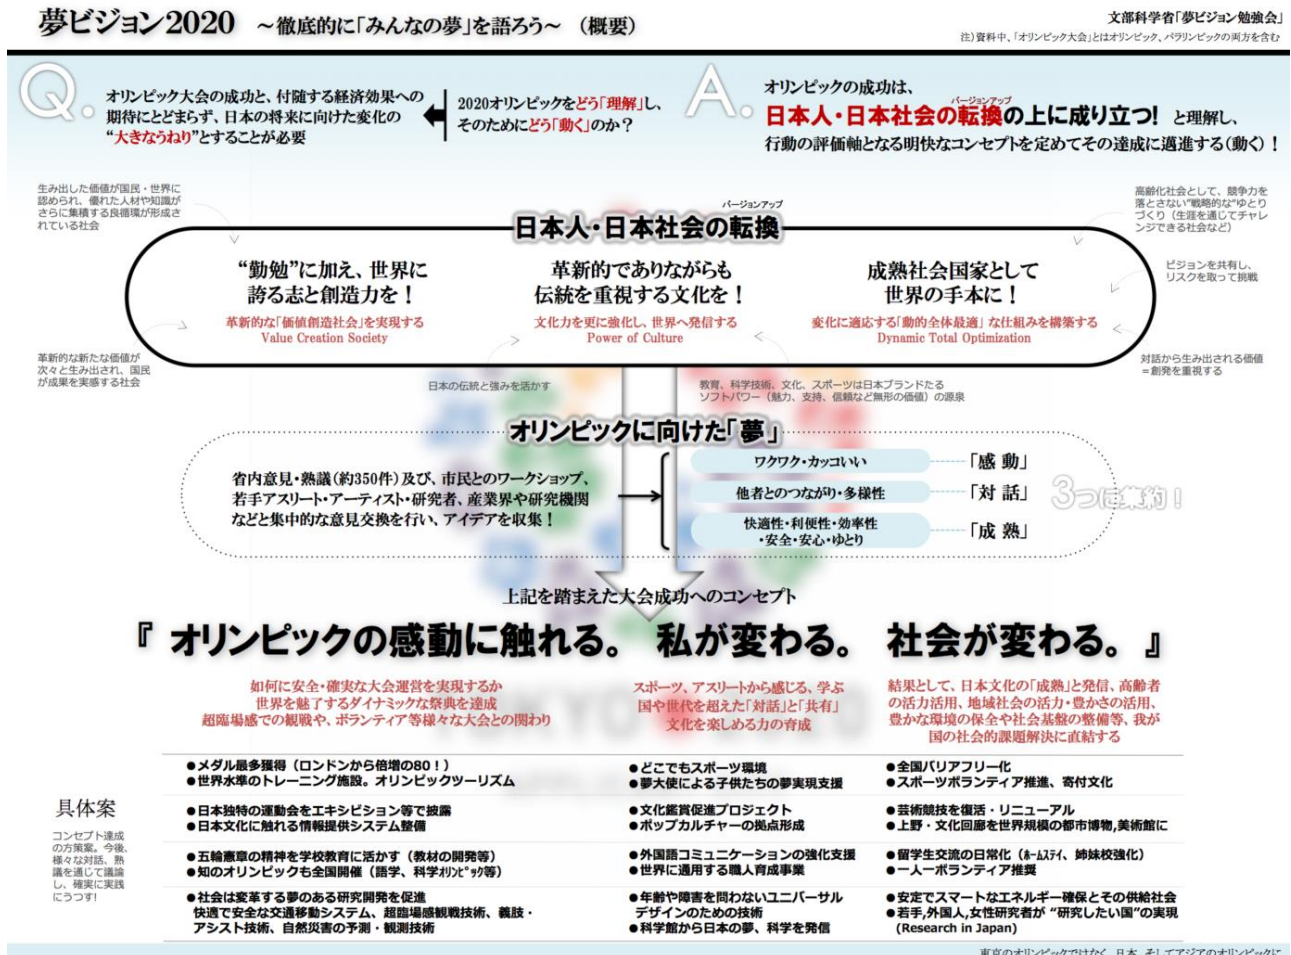 夢ビジョン2020 ～徹底的に「みんなの夢」を語ろう～ （概要）
文部科学省「夢ビジョン勉強会」
注）資料中、「オリンピック大会」とはオリンピック、パラリンピックの両方を含む
Q.
オリンピック大会の成功と、付随する経済効果への
期待にとどまらず、日本の将来に向けた変化の
“大きなうねり”とすることが必要
2020オリンピックをどう「理解」し、
そのためにどう「動く」のか？
A.
オリンピックの成功は、
バージョンアップ
日本人・日本社会の転換の上に成り立つ! と理解し、
行動の評価軸となる明快なコンセプトを定めてその達成に邁進する（動く）！
生み出した価値が国民・世界に
認められ、優れた人材や知識が
さらに集積する良循環が形成さ
れている社会
高齢化社会として、競争力を
落とさない“戦略的な”ゆとり
づくり（生涯を通じてチャレ
ンジできる社会など）
バージョンアップ
日本人・日本社会の転換
“勤勉”に加え、世界に
誇る志と創造力を！
革新的な「価値創造社会」を実現する
Value Creation Society
革新的でありながらも
伝統を重視する文化を！
文化力を更に強化し、世界へ発信する
Power of Culture
成熟社会国家として
世界の手本に！
変化に適応する「動的全体最適」な仕組みを構築する
Dynamic Total Optimization
ビジョンを共有し、
リスクを取って挑戦
革新的な新たな価値が
次々と生み出され、国民
が成果を実感する社会
日本の伝統と強みを活かす
教育、科学技術、文化、スポーツは日本ブランドたる
ソフトパワー（魅力、支持、信頼など無形の価値）の源泉
対話から生み出される価値
＝創発を重視する
オリンピックに向けた「夢」
省内意見・熟議（約350件）及び、市民とのワークショップ、
若手アスリート・アーティスト・研究者、産業界や研究機関
などと集中的な意見交換を行い、アイデアを収集！
ワクワク・カッコいい
「感 動」
他者とのつながり・多様性
「対 話」
快適性・利便性・効率性
・安全・安心・ゆとり
「成 熟」
3つに集約！
上記を踏まえた大会成功へのコンセプト
『 オリンピックの感動に触れる。 私が変わる。 社会が変わる。 』
如何に安全・確実な大会運営を実現するか
世界を魅了するダイナミックな祭典を達成
超臨場感での観戦や、ボランティア等様々な大会との関わり
スポーツ、アスリートから感じる、学ぶ
国や世代を超えた「対話」と「共有」
文化を楽しめる力の育成
結果として、日本文化の「成熟」と発信、高齢者
の活力活用、地域社会の活力・豊かさの活用、
豊かな環境の保全や社会基盤の整備等、我が
国の社会的課題解決に直結する
具体案
コンセプト達成
の方策案。今後、
様々な対話、熟
議を通じて議論
し、確実に実践
にうつす!
●メダル最多獲得（ロンドンから倍増の80！）
●世界水準のトレーニング施設。オリンピックツーリズム
●どこでもスポーツ環境
●夢大使による子供たちの夢実現支援
●全国バリアフリー化
●スポーツボランティア推進、寄付文化
●日本独特の運動会をエキシビション等で披露
●日本文化に触れる情報提供システム整備
●文化鑑賞促進プロジェクト
●ポップカルチャーの拠点形成
●芸術競技を復活・リニューアル
●上野・文化回廊を世界規模の都市博物,美術館に
●五輪憲章の精神を学校教育に活かす（教材の開発等）
●知のオリンピックも全国開催（語学、科学ｵﾘﾝﾋﾟｯｸ等）
●外国語コミュニケーションの強化支援
●世界に通用する職人育成事業
●留学生交流の日常化（ﾎｰﾑｽﾃｲ、姉妹校強化）
●一人一ボランティア推奨
●社会は変革する夢のある研究開発を促進
快適で安全な交通移動システム、超臨場感観戦技術、義肢・
アシスト技術、自然災害の予測・観測技術
●年齢や障害を問わないユニバーサル
デザインのための技術
●科学館から日本の夢、科学を発信
●安定でスマートなエネルギー確保とその供給社会
●若手,外国人,女性研究者が “研究したい国”の実現
(Research in Japan)
東京のオリンピックではなく、日本、そしてアジアのオリンピックに